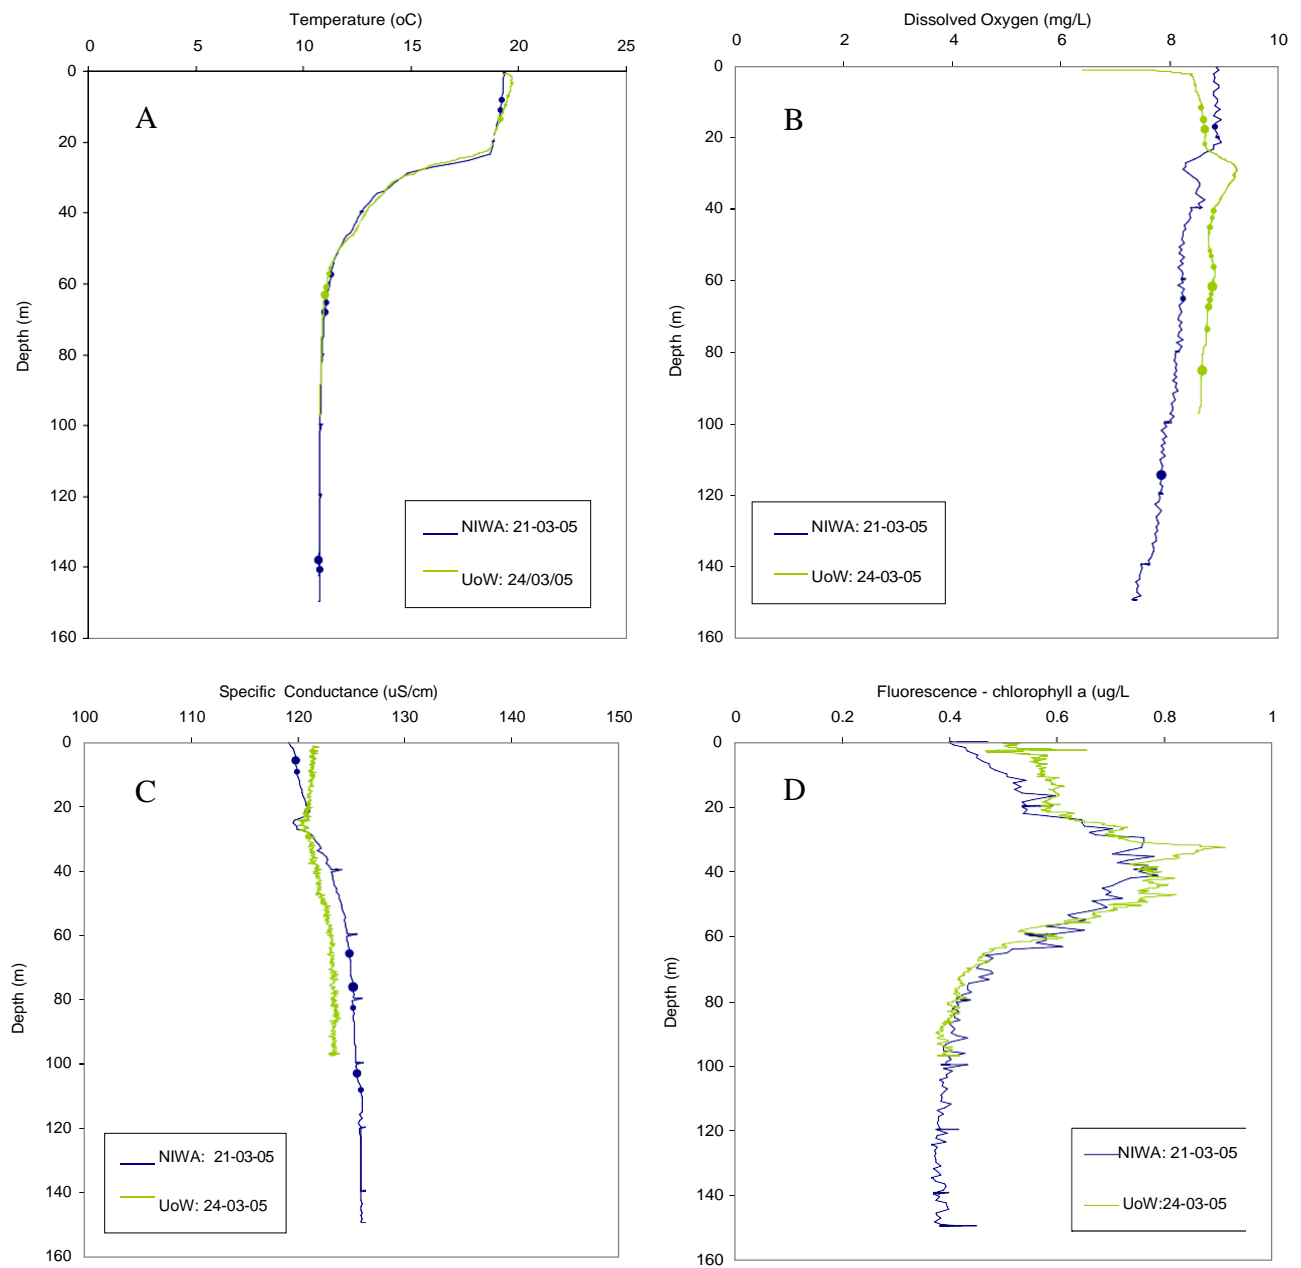 Temperature (oC)
0 5 10 15 20 25
0
20
40
60
80
100
120
140
160
Depth (m)
A
NIWA: 21-03-05
UoW: 24/03/05
Dissolved Oxygen (mg/L)
0 2 4 6 8 10
0
20
40
60
80
100
120
140
160
Depth (m)
B
NIWA: 21-03-05
UoW: 24-03-05
Specific Conductance (uS/cm)
100 110 120 130 140 150
0
20
40
60
80
100
120
140
160
Depth (m)
C
NIWA: 21-03-05
UoW: 24-03-05
Fluorescence - chlorophyll a (ug/L
0 0.2 0.4 0.6 0.8 1
0
20
40
60
80
100
120
140
160
Depth (m)
D
NIWA: 21-03-05
UoW:24-03-05